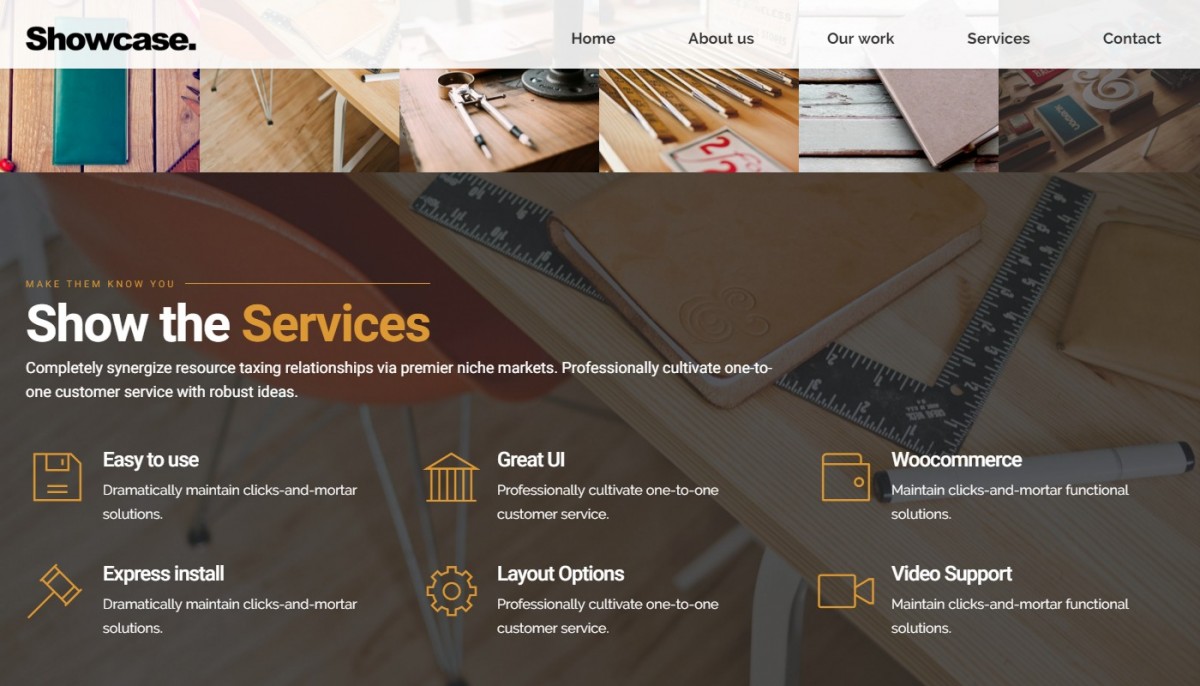 Showcase.
Home
About us
Our work
Services
Contact
22
MAKE THEM KNOW YOU
Show the Services
Completely synergize resource taxing relationships via premier niche markets. Professionally cultivate one-to-
one customer service with robust ideas.
Easy to use
Dramatically maintain clicks-and-mortar
solutions.
Great UI
Professionally cultivate one-to-one
customer service.
Woocommerce
Maintain clicks-and-mortar functional
solutions.
Express install
Dramatically maintain clicks-and-mortar
solutions.
Layout Options
Professionally cultivate one-to-one
customer service.
Video Support
Maintain clicks-and-mortar functional
solutions.